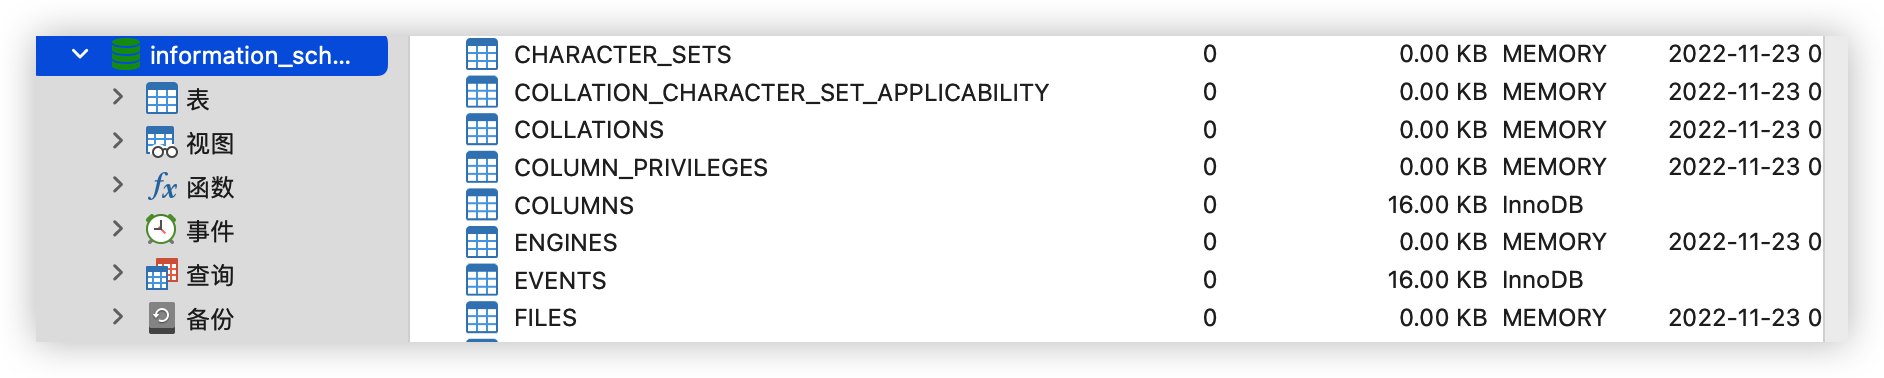 information_sch...
表
视图
函数
事件
查询
备份
CHARACTER_SETS 0 0.00 KB MEMORY 2022-11-23 0
COLLATION_CHARACTER_SET_APPLICABILITY 0 0.00 KB MEMORY 2022-11-23 0
COLLATIONS 0 0.00 KB MEMORY 2022-11-23 0
COLUMN_PRIVILEGES 0 0.00 KB MEMORY 2022-11-23 0
COLUMNS 0 16.00 KB InnoDB
ENGINES 0 0.00 KB MEMORY 2022-11-23 0
EVENTS 0 16.00 KB InnoDB
FILES 0 0.00 KB MEMORY 2022-11-23 0